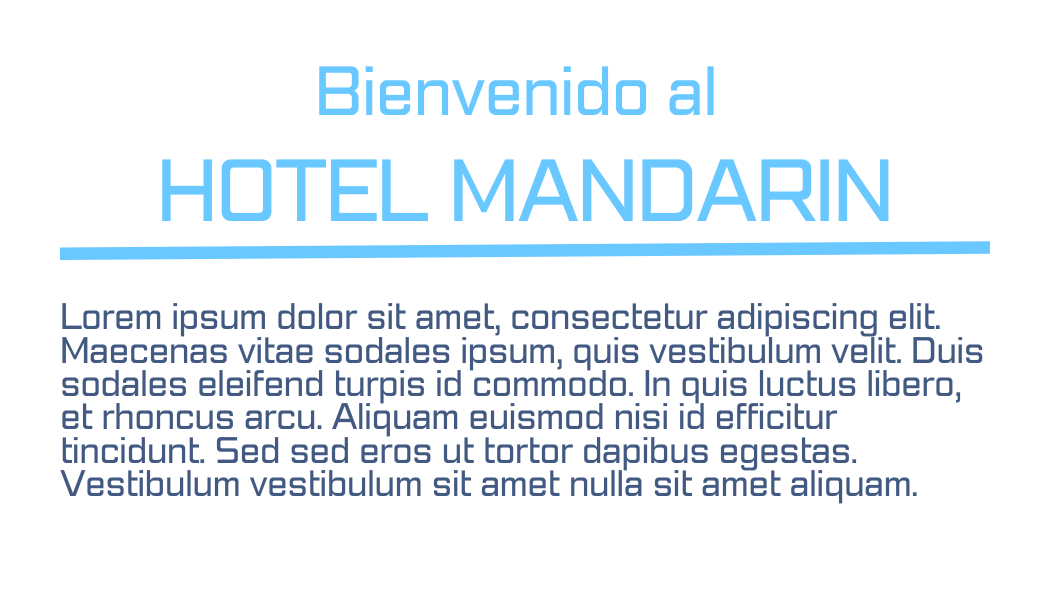 Bienvenido al
HOTEL MANDARIN
Lorem ipsum dolor sit amet, consectetur adipiscing elit.
Maecenas vitae sodales ipsum, quis vestibulum velit. Duis
sodales eleifend turpis id commodo. In quis luctus libero,
et rhoncus arcu. Aliquam euismod nisi id efficitur
tincidunt. Sed sed eros ut tortor dapibus egestas.
Vestibulum vestibulum sit amet nulla sit amet aliquam.